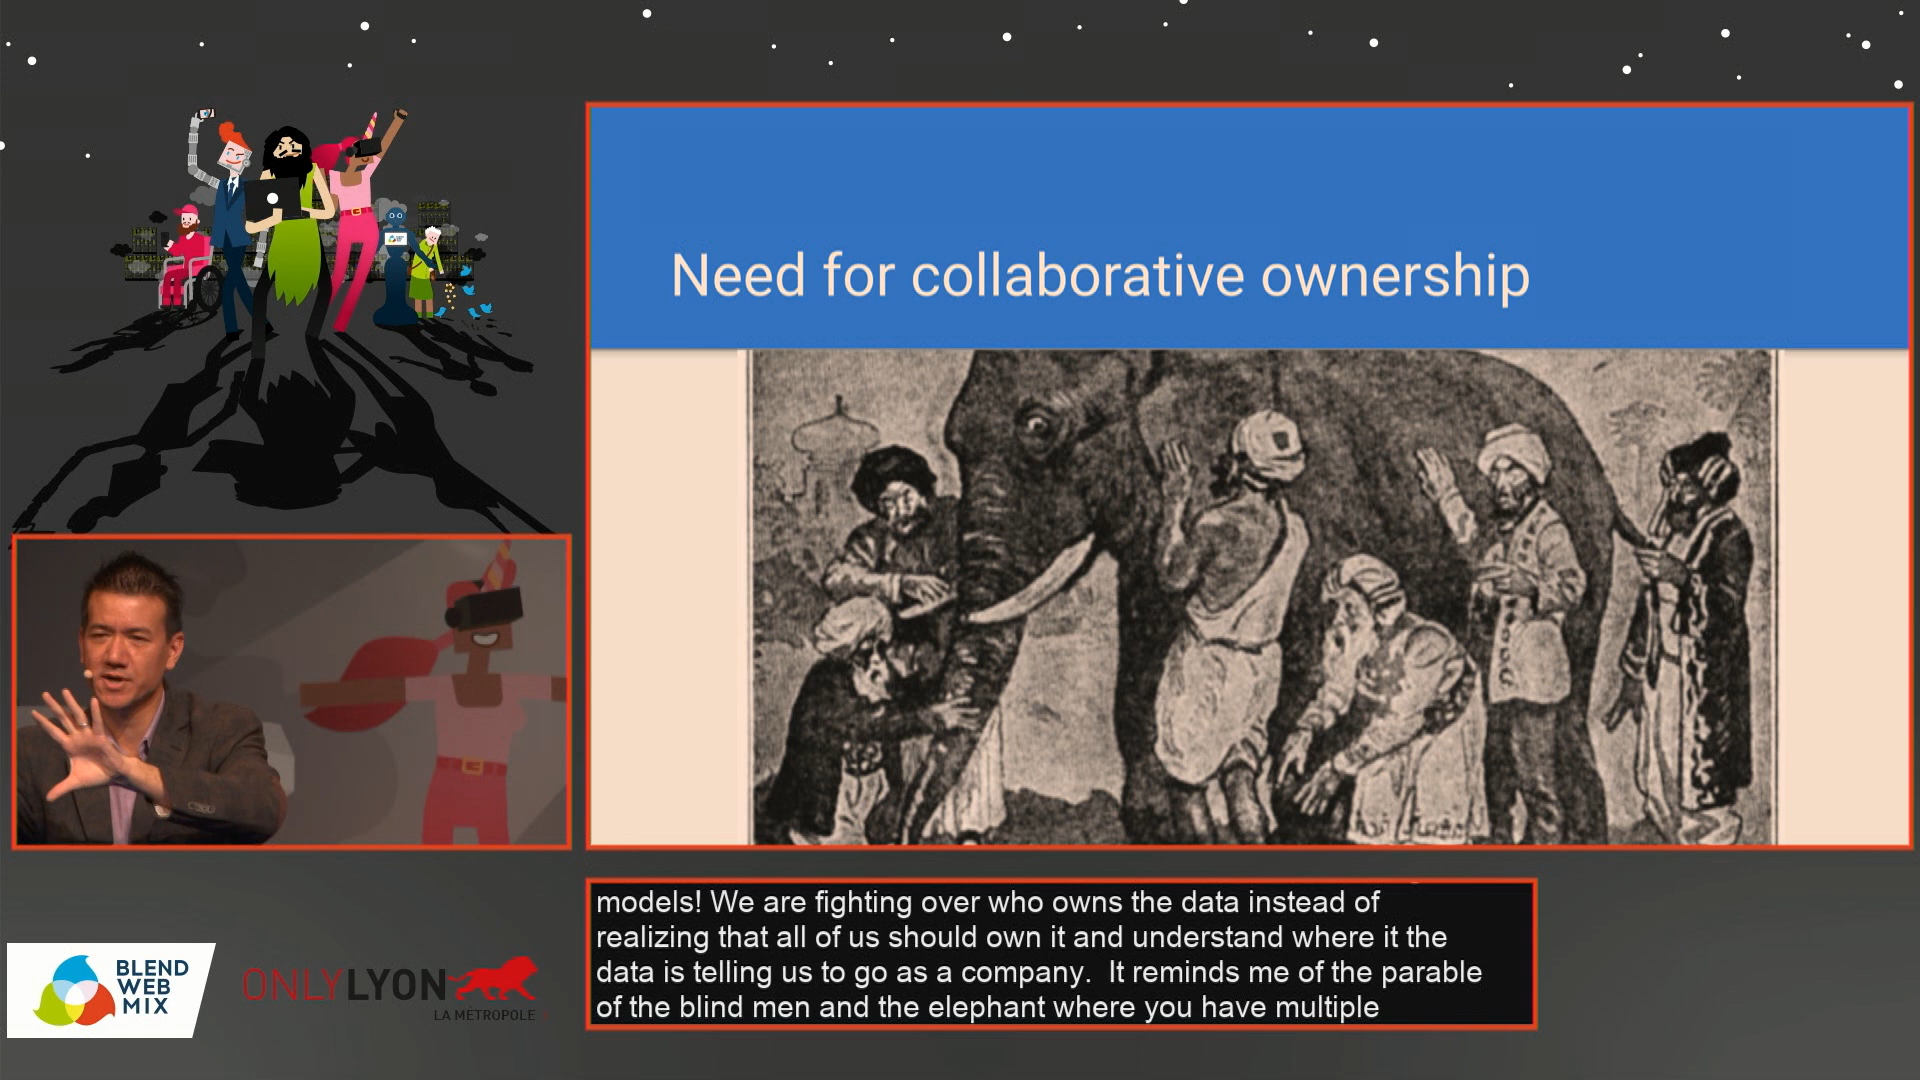 Need for collaborative ownership
models! We are fighting over who owns the data instead of
realizing that all of us should own it and understand where it the
data is telling us to go as a company.  It reminds me of the parable
of the blind men and the elephant where you have multiple
BLEND
WEB
MIX
ONLYLYON
LA MÉTROPOLE